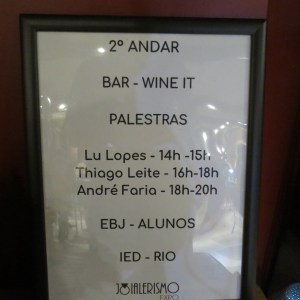 2º ANDAR
BAR - WINE IT
PALESTRAS
Lu Lopes - 14h -15h
Thiago Leite - 16h-18h
André Faria - 18h-20h
EBJ - ALUNOS
IED - RIO
JOIALERISMO
EXPO